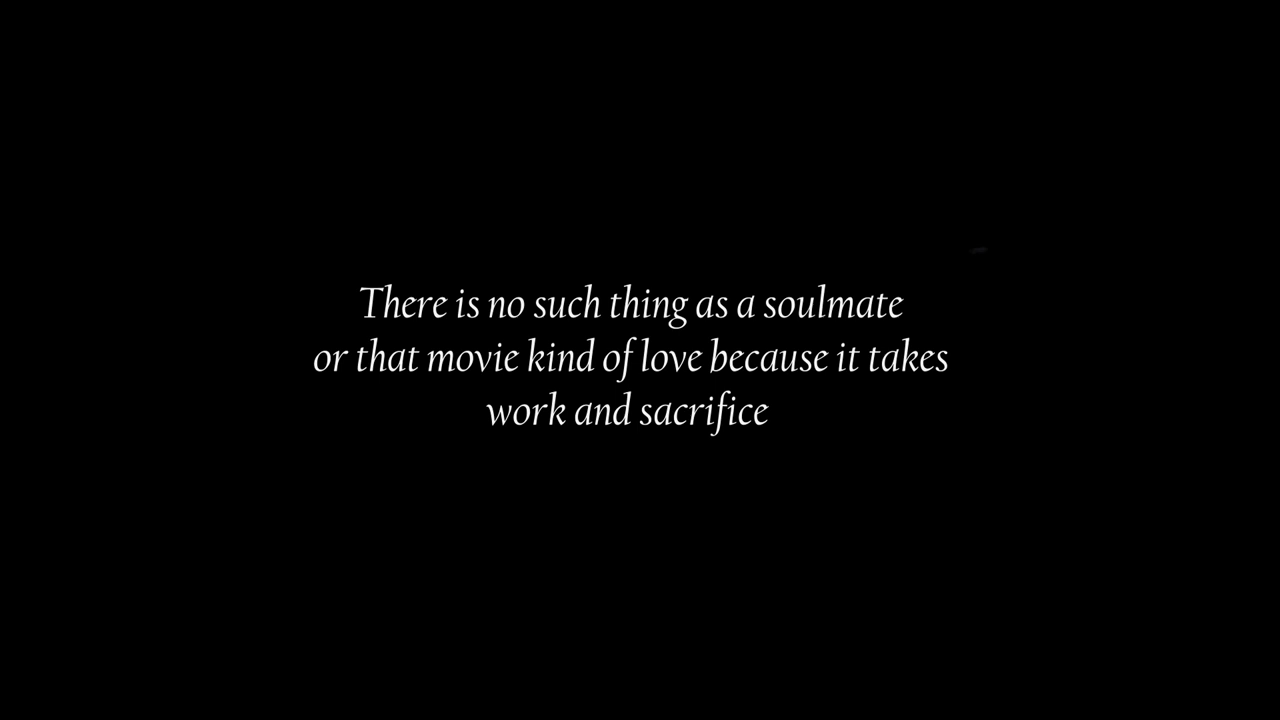 There is no such thing as a soulmate
or that movie kind of love because it takes
work and sacrifice